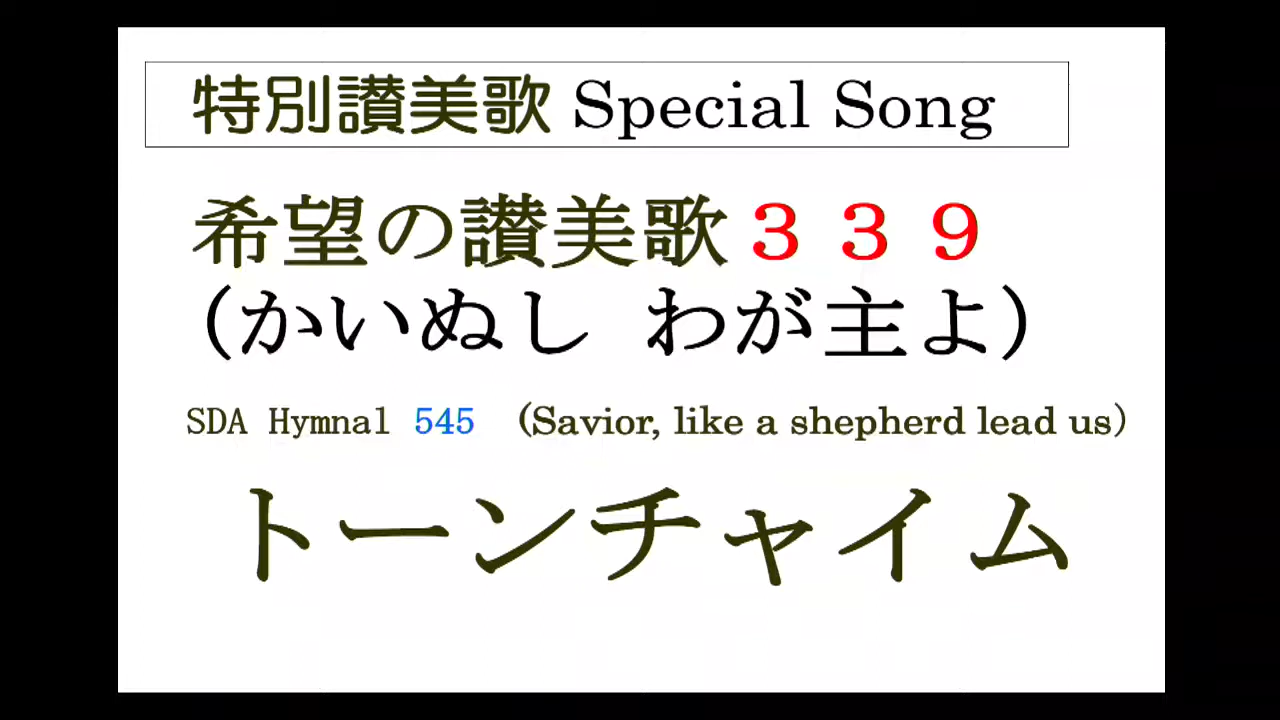 特別讃美歌 Special Song
希望の讃美歌３３９
(かいぬし　わが主よ)
SDA Hymnal 545 (Savior, like a shepherd lead us)
トーンチャイム